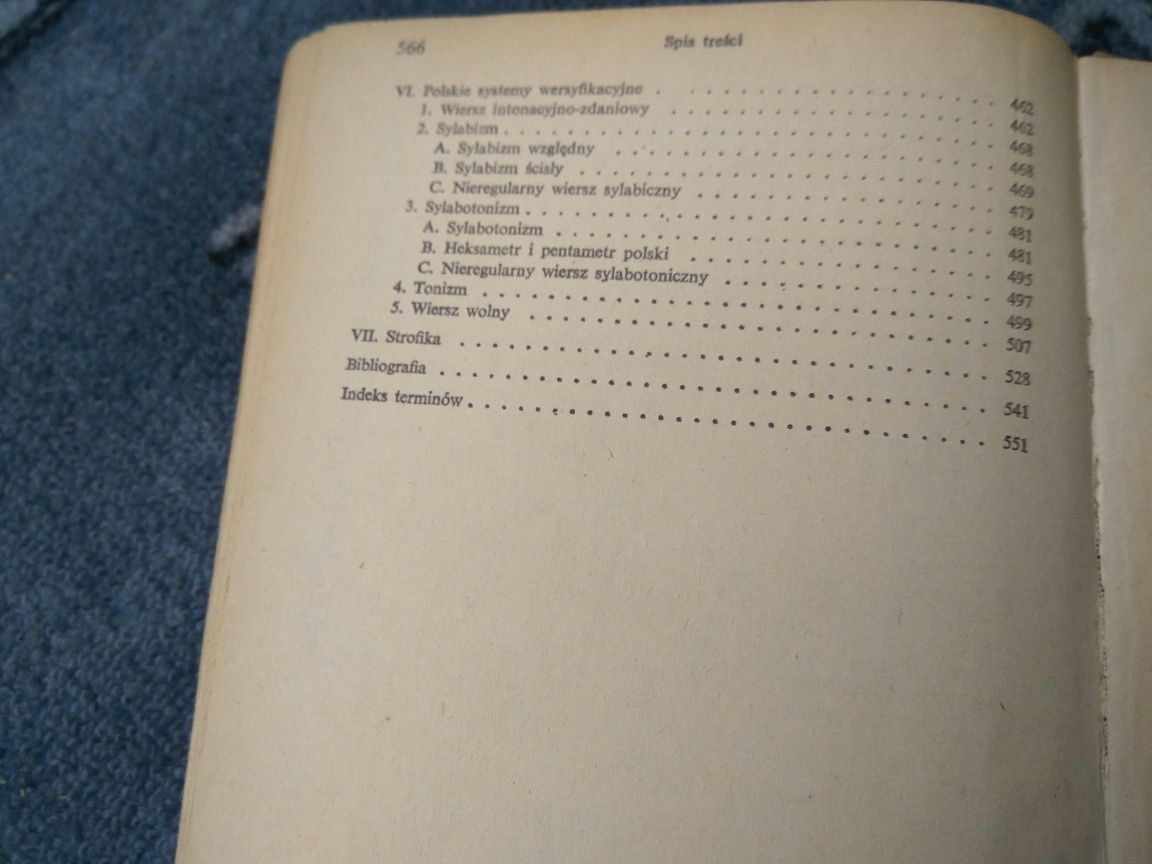 566 Spis treści
VI. Polskie systemy wersyfikacyjne . . . . . . . . . . . . . . . . 462
1. Wiersz intonacyjno-zdaniowy . . . . . . . . . . . . . . . . 462
2. Sylabizm . . . . . . . . . . . . . . . . . . . . . . . . 468
A. Sylabizm względny . . . . . . . . . . . . . . . . . . . 468
B. Sylabizm ścisły . . . . . . . . . . . . . . . . . . . . 469
C. Nieregularny wiersz sylabiczny . . . . . . . . . . . . . . 479
3. Sylabotonizm . . . . . . . . . . . . . . . . . . . . . . 481
A. Sylabotonizm . . . . . . . . . . . . . . . . . . . . . 481
B. Heksametr i pentametr polski . . . . . . . . . . . . . . . 495
C. Nieregularny wiersz sylabotoniczny . . . . . . . . . . . . . 497
4. Tonizm . . . . . . . . . . . . . . . . . . . . . . . . 499
5. Wiersz wolny . . . . . . . . . . . . . . . . . . . . . . 507
VII. Strofika . . . . . . . . . . . . . . . . . . . . . . . . 528
Bibliografia . . . . . . . . . . . . . . . . . . . . . . . . . 541
Indeks terminów . . . . . . . . . . . . . . . . . . . . . . . . 551